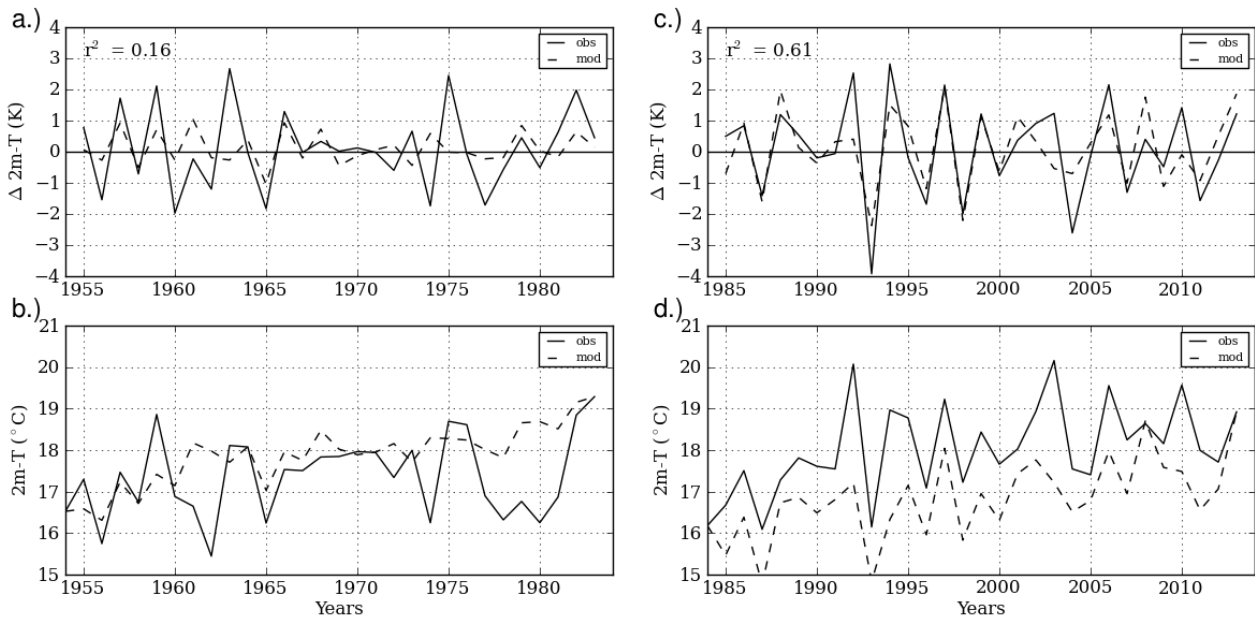 a.)
r² = 0.16
obs
mod
4
3
2
1
0
−1
−2
−3
−4
Δ 2m-T (K)
1955 1960 1965 1970 1975 1980
c.)
r² = 0.61
obs
mod
4
3
2
1
0
−1
−2
−3
−4
Δ 2m-T (K)
1985 1990 1995 2000 2005 2010
b.)
obs
mod
21
20
19
18
17
16
15
2m-T (°C)
1955 1960 1965 1970 1975 1980
Years
d.)
obs
mod
21
20
19
18
17
16
15
2m-T (°C)
1985 1990 1995 2000 2005 2010
Years